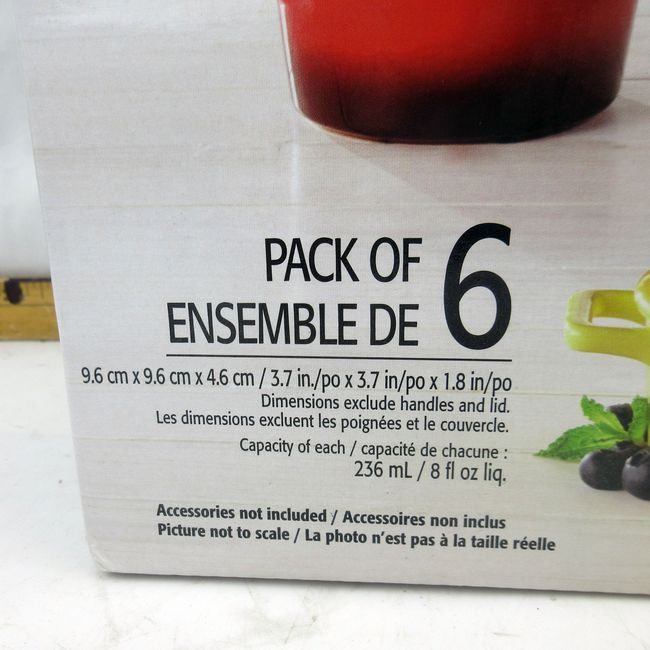 PACK OF 6
ENSEMBLE DE
9.6 cm x 9.6 cm x 4.6 cm / 3.7 in./po x 3.7 in/po x 1.8 in/po
Dimensions exclude handles and lid.
Les dimensions excluent les poignées et le couvercle.
Capacity of each / capacité de chacune :
236 mL / 8 fl oz liq.
Accessories not included / Accessoires non inclus
Picture not to scale / La photo n'est pas à la taille réelle